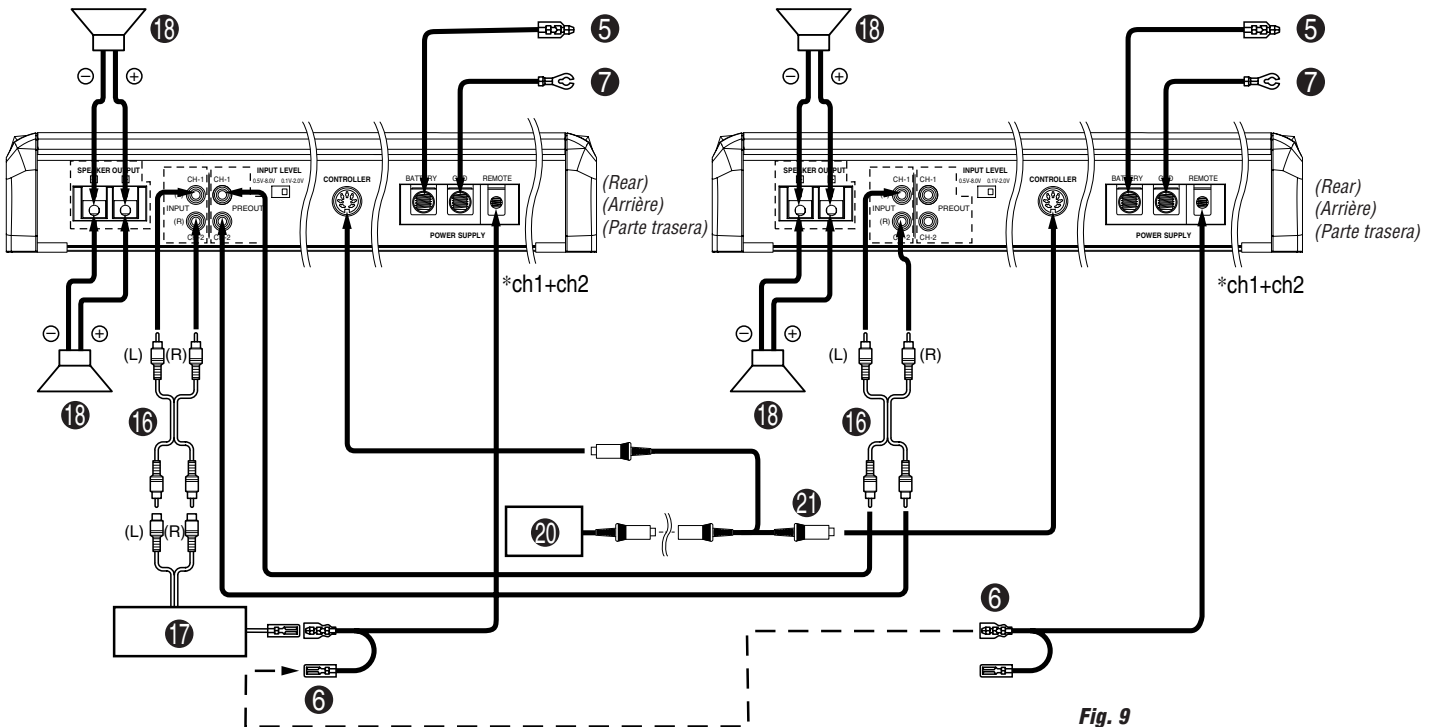 18 5 18 5
− + 7 − + 7
SPEAKER OUTPUT CH-1 CH-1 INPUT LEVEL
0.5V-8.0V 0.1V-2.0V
CONTROLLER
BATTERY REMOTE
INPUT (R) PREOUT
CH-2
POWER SUPPLY
(Rear)
(Arrière)
(Parte trasera)
SPEAKER OUTPUT CH-1 CH-1 INPUT LEVEL
0.5V-8.0V 0.1V-2.0V
CONTROLLER
BATTERY REMOTE
INPUT (R) PREOUT
CH-2
POWER SUPPLY
(Rear)
(Arrière)
(Parte trasera)
*ch1+ch2 *ch1+ch2
− + − +
(L) (R) (L) (R)
18 16 18 16
21
(L) (R) 20
17 6
6
Fig. 9